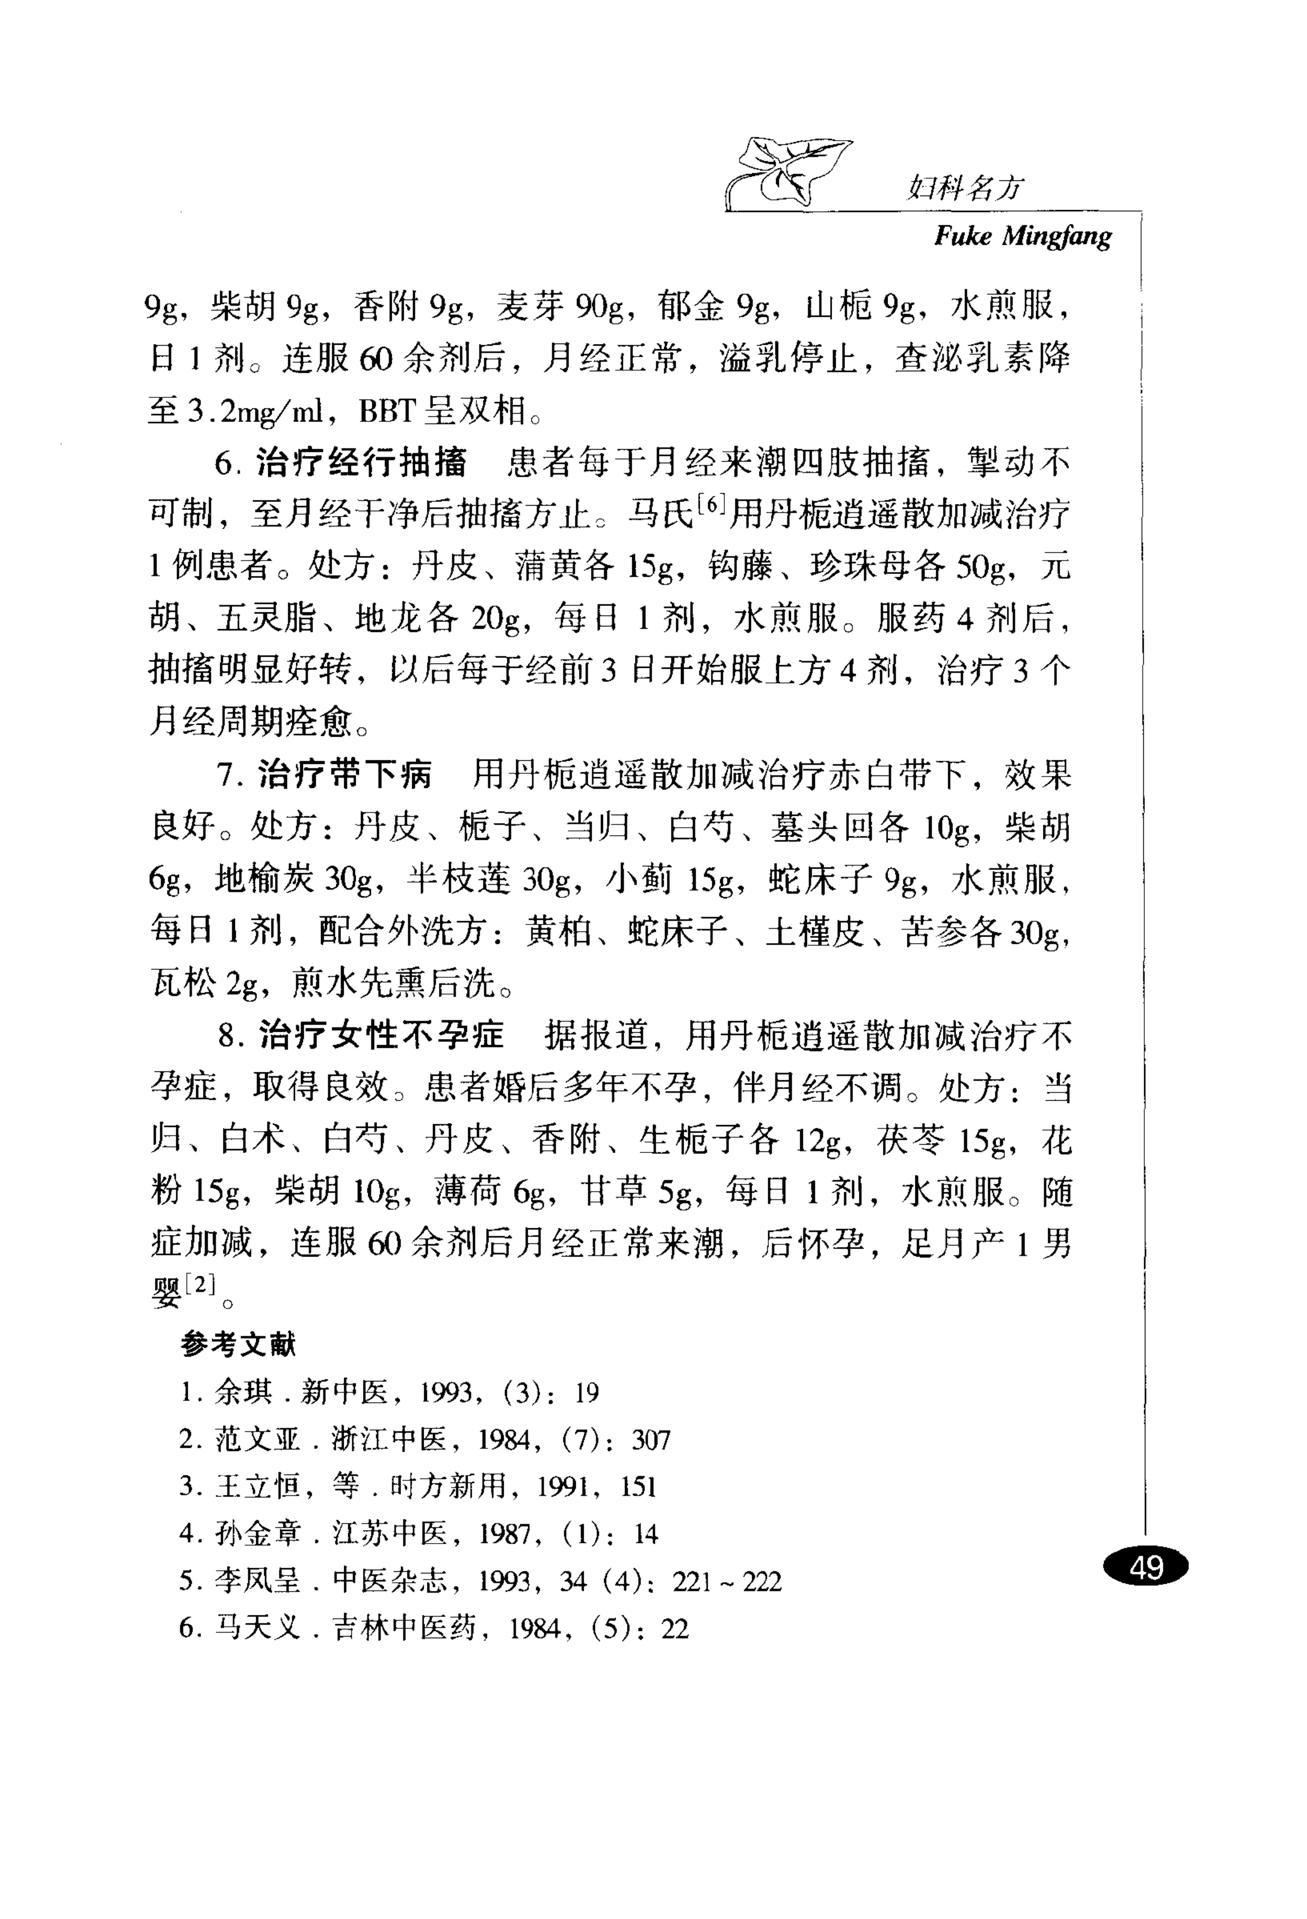 妇科名方
Fuke Mingfang
9g，柴胡 9g，香附 9g，麦芽 90g，郁金 9g，山栀 9g，水煎服，
日 1 剂。连服 60 余剂后，月经正常，溢乳停止，查泌乳素降
至 3.2mg/ml，BBT 呈双相。
6. 治疗经行抽搐　患者每于月经来潮四肢抽搐，掣动不
可制，至月经干净后抽搐方止。马氏[6]用丹栀逍遥散加减治疗
1 例患者。处方：丹皮、蒲黄各 15g，钩藤、珍珠母各 50g，元
胡、五灵脂、地龙各 20g，每日 1 剂，水煎服。服药 4 剂后，
抽搐明显好转，以后每于经前 3 日开始服上方 4 剂，治疗 3 个
月经周期痊愈。
7. 治疗带下病　用丹栀逍遥散加减治疗赤白带下，效果
良好。处方：丹皮、栀子、当归、白芍、墓头回各 10g，柴胡
6g，地榆炭 30g，半枝莲 30g，小蓟 15g，蛇床子 9g，水煎服，
每日 1 剂，配合外洗方：黄柏、蛇床子、土槿皮、苦参各 30g，
瓦松 2g，煎水先熏后洗。
8. 治疗女性不孕症　据报道，用丹栀逍遥散加减治疗不
孕症，取得良效。患者婚后多年不孕，伴月经不调。处方：当
归、白术、白芍、丹皮、香附、生栀子各 12g，茯苓 15g，花
粉 15g，柴胡 10g，薄荷 6g，甘草 5g，每日 1 剂，水煎服。随
症加减，连服 60 余剂后月经正常来潮，后怀孕，足月产 1 男
婴[2]。
参考文献
1. 余琪．新中医，1993，(3)：19
2. 范文亚．浙江中医，1984，(7)：307
3. 王立恒，等．时方新用，1991，151
4. 孙金章．江苏中医，1987，(1)：14
5. 李凤呈．中医杂志，1993，34 (4)：221～222
6. 马天义．吉林中医药，1984，(5)：22
49